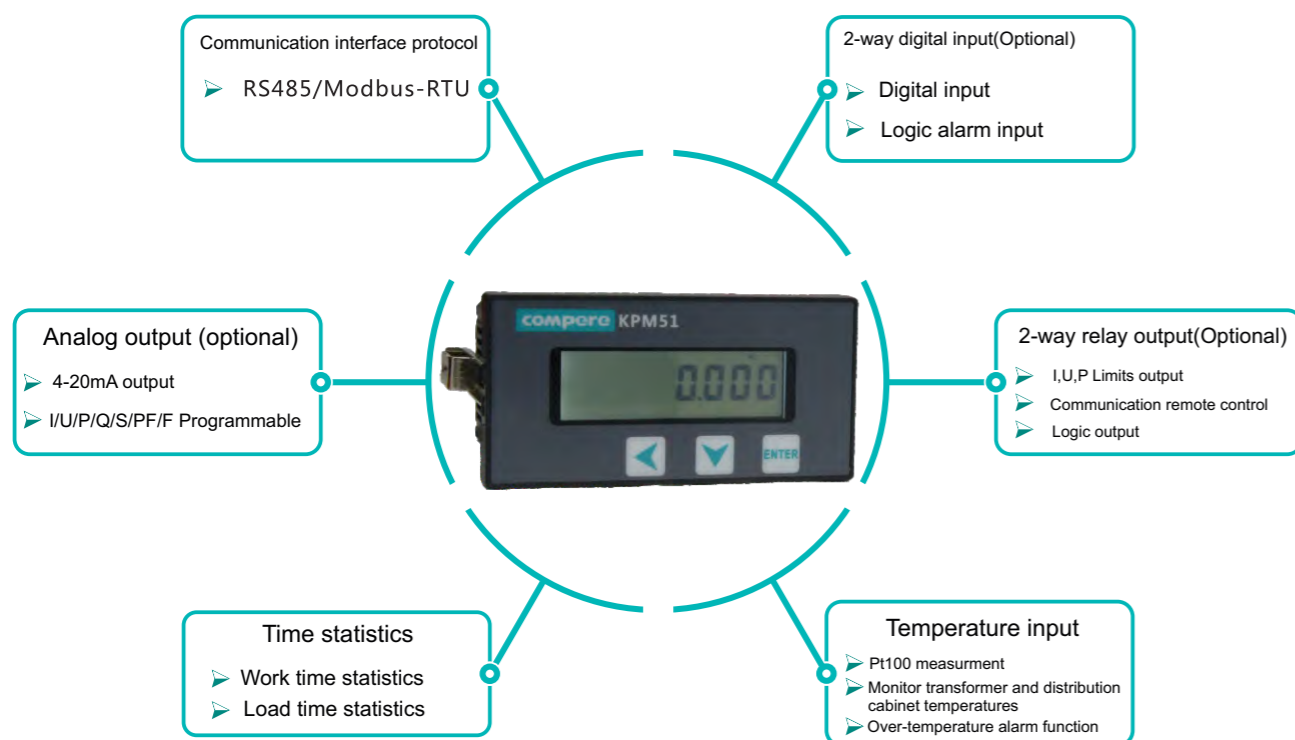 Communication interface protocol
RS485/Modbus-RTU
2-way digital input(Optional)
Digital input
Logic alarm input
Analog output (optional)
4-20mA output
I/U/P/Q/S/PF/F Programmable
compere KPM51
0.000
ENTER
2-way relay output(Optional)
I,U,P Limits output
Communication remote control
Logic output
Time statistics
Work time statistics
Load time statistics
Temperature input
Pt100 measurment
Monitor transformer and distribution
cabinet temperatures
Over-temperature alarm function